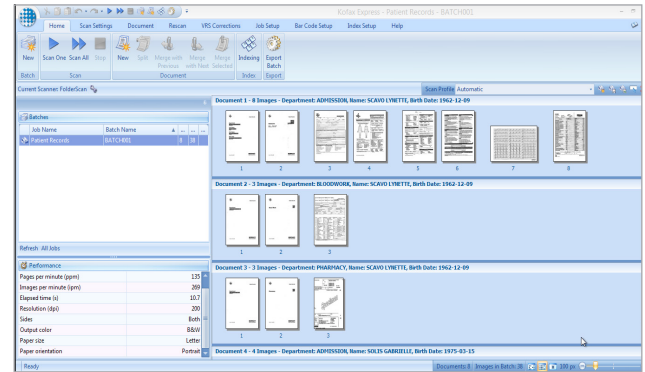 Kofax Express - Patient Records - BATCH001
Home Scan Settings Document Rescan VRS Corrections Job Setup Bar Code Setup Index Setup Help
New Scan One Scan All Stop New Split Merge with Previous Merge with Next Merge Selected Indexing Export Batch
Batch Scan Document Index Export
Current Scanner: FolderScan Scan Profile Automatic
Document 1 - 8 Images - Department: ADMISSION, Name: SCAVO LYNETTE, Birth Date: 1962-12-09
Batches
Job Name Batch Name ... ... ...
Patient Records BATCH001 8 38
1 2 3 4 5 6 7 8
Document 2 - 3 Images - Department: BLOODWORK, Name: SCAVO LYNETTE, Birth Date: 1962-12-09
1 2 3
Refresh All Jobs
Performance
Document 3 - 3 Images - Department: PHARMACY, Name: SCAVO LYNETTE, Birth Date: 1962-12-09
Pages per minute (ppm) 135
Images per minute (ipm) 269
Elapsed time (s) 10.7
Resolution (dpi) 200
Sides Both
Output color B&W
Paper size Letter
1 2 3
Paper orientation Portrait
Document 4 - 4 Images - Department: ADMISSION, Name: SOLIS GABRIELLE, Birth Date: 1975-03-15
Ready Documents: 8 Images in Batch: 38 100 px